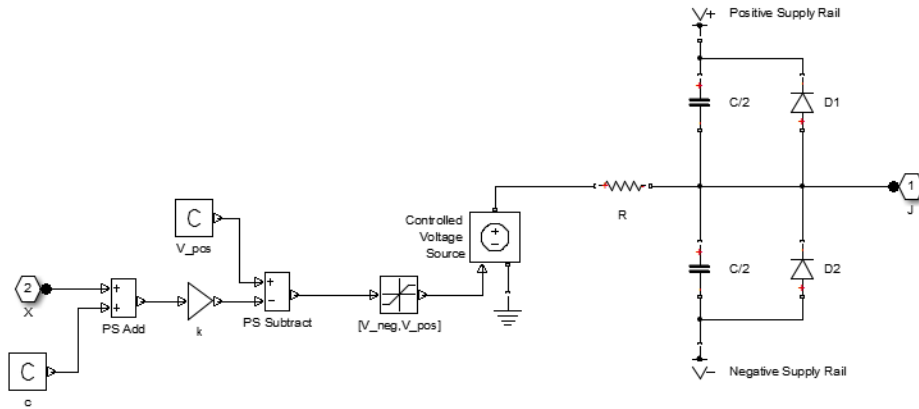 V+
Positive Supply Rail
C/2
D1
1
J
R
Controlled
Voltage
Source
+
−
C
V_pos
2
X
+
+
PS Add
k
+
−
PS Subtract
[V_neg,V_pos]
C/2
D2
C
c
V−
Negative Supply Rail